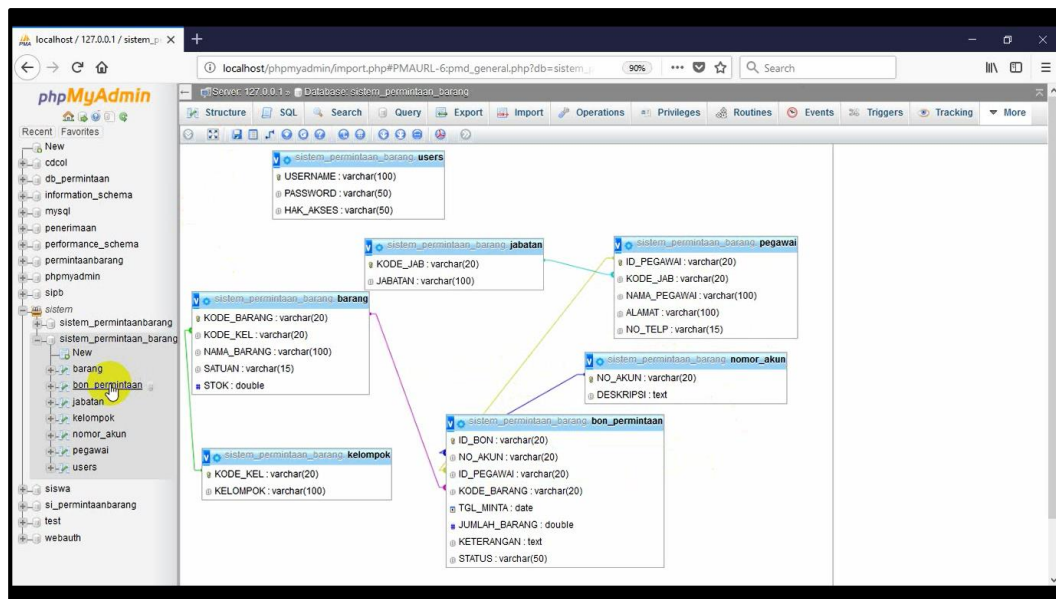 localhost / 127.0.0.1 / sistem_p
localhost/phpmyadmin/import.php#PMAURL-6:pmd_general.php?db=sistem_
90%
Search
phpMyAdmin
Server: 127.0.0.1 » Database: sistem_permintaan_barang
Structure SQL Search Query Export Import Operations Privileges Routines Events Triggers Tracking More
Recent Favorites
New
cdcol
db_permintaan
information_schema
mysql
penerimaan
performance_schema
permintaanbarang
phpmyadmin
sipb
sistem
sistem_permintaanbarang
sistem_permintaan_barang
New
barang
bon_permintaan
jabatan
kelompok
nomor_akun
pegawai
users
siswa
si_permintaanbarang
test
webauth
sistem_permintaan_barang users
USERNAME : varchar(100)
PASSWORD : varchar(50)
HAK_AKSES : varchar(50)
sistem_permintaan_barang jabatan
KODE_JAB : varchar(20)
JABATAN : varchar(100)
sistem_permintaan_barang pegawai
ID_PEGAWAI : varchar(20)
KODE_JAB : varchar(20)
NAMA_PEGAWAI : varchar(100)
ALAMAT : varchar(100)
NO_TELP : varchar(15)
sistem_permintaan_barang barang
KODE_BARANG : varchar(20)
KODE_KEL : varchar(20)
NAMA_BARANG : varchar(100)
SATUAN : varchar(15)
STOK : double
sistem_permintaan_barang nomor_akun
NO_AKUN : varchar(20)
DESKRIPSI : text
sistem_permintaan_barang bon_permintaan
ID_BON : varchar(20)
NO_AKUN : varchar(20)
ID_PEGAWAI : varchar(20)
KODE_BARANG : varchar(20)
TGL_MINTA : date
JUMLAH_BARANG : double
KETERANGAN : text
STATUS : varchar(50)
sistem_permintaan_barang kelompok
KODE_KEL : varchar(20)
KELOMPOK : varchar(100)